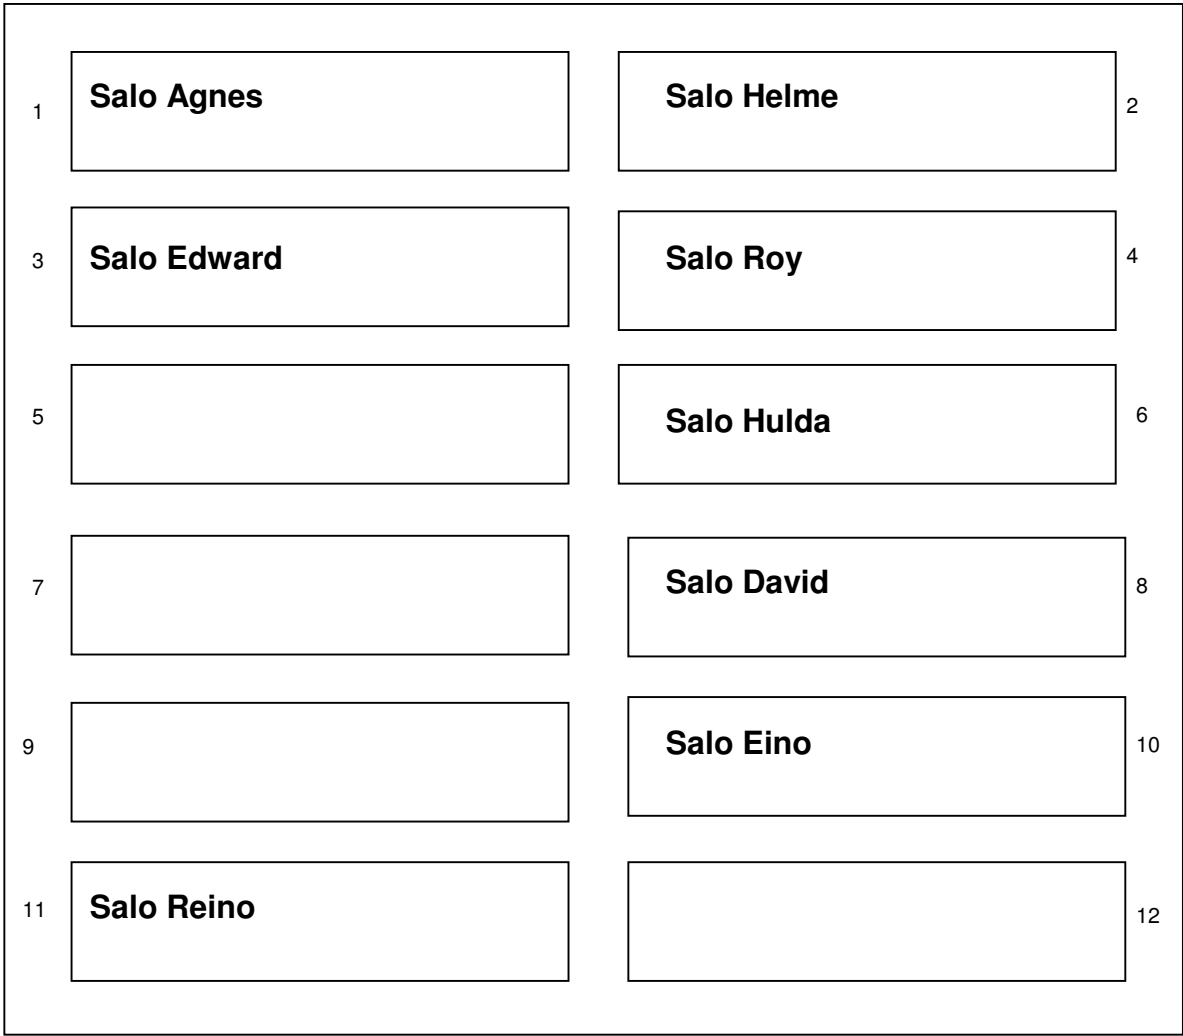 1 Salo Agnes Salo Helme 2
3 Salo Edward Salo Roy 4
5 Salo Hulda 6
7 Salo David 8
9 Salo Eino 10
11 Salo Reino 12